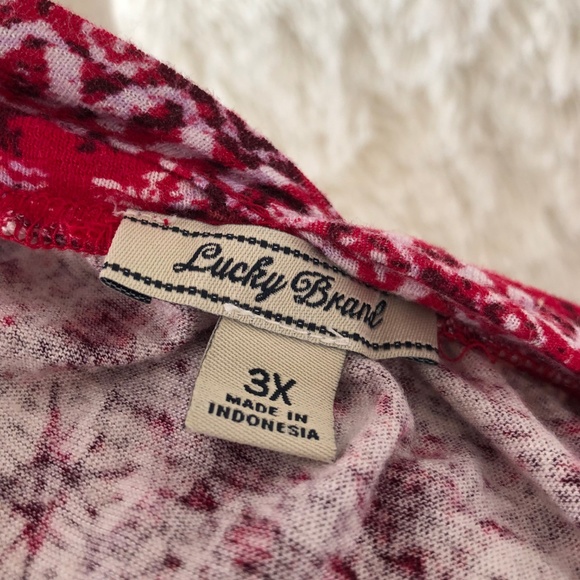 Lucky Brand
3X
MADE IN
INDONESIA